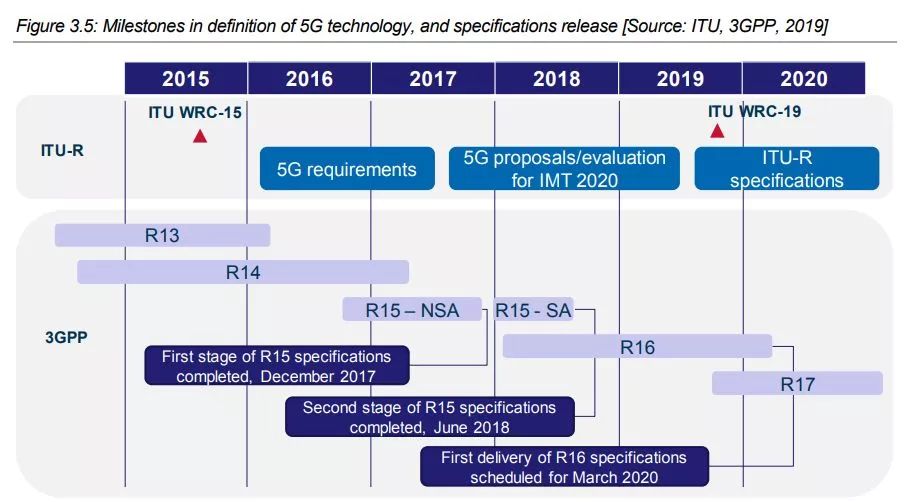 Figure 3.5: Milestones in definition of 5G technology, and specifications release [Source: ITU, 3GPP, 2019]
2015 2016 2017 2018 2019 2020
ITU WRC-15
ITU WRC-19
ITU-R
5G requirements
5G proposals/evaluation
for IMT 2020
ITU-R
specifications
R13
R14
3GPP
R15 – NSA
R15 - SA
R16
R17
First stage of R15 specifications
completed, December 2017
Second stage of R15 specifications
completed, June 2018
First delivery of R16 specifications
scheduled for March 2020